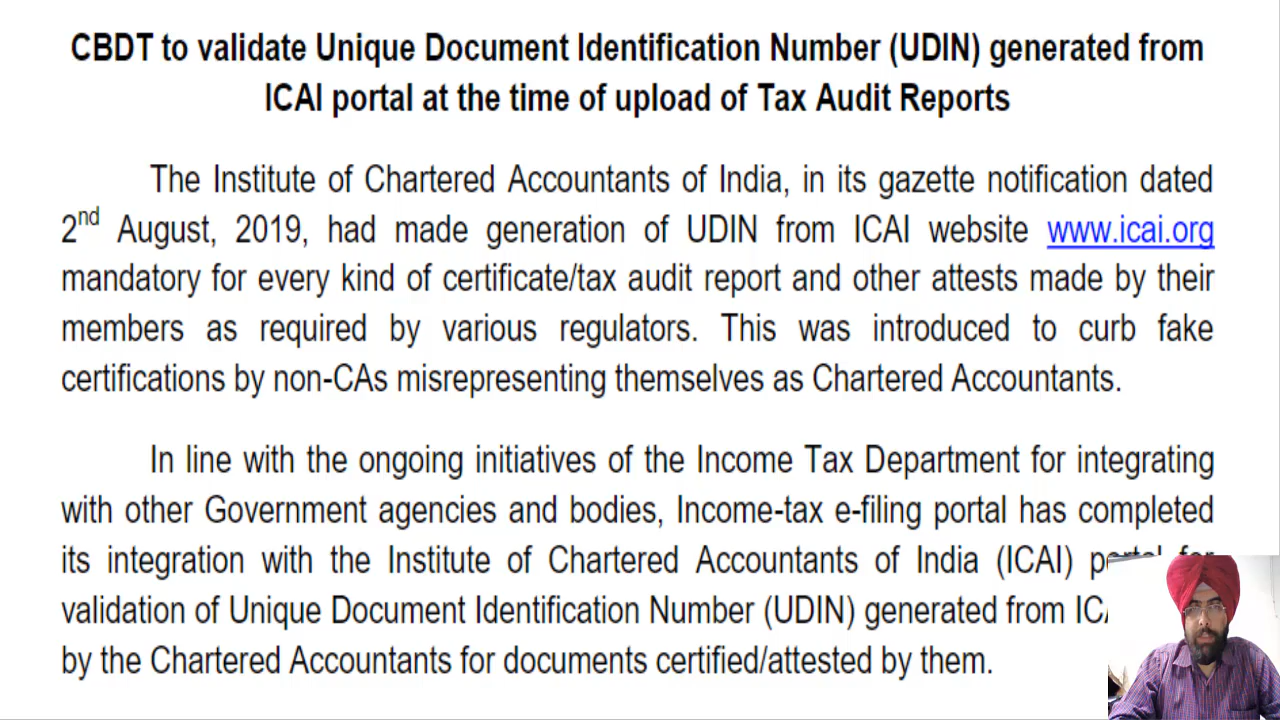 CBDT to validate Unique Document Identification Number (UDIN) generated from
ICAI portal at the time of upload of Tax Audit Reports
The Institute of Chartered Accountants of India, in its gazette notification dated
2nd August, 2019, had made generation of UDIN from ICAI website www.icai.org
mandatory for every kind of certificate/tax audit report and other attests made by their
members as required by various regulators. This was introduced to curb fake
certifications by non-CAs misrepresenting themselves as Chartered Accountants.
In line with the ongoing initiatives of the Income Tax Department for integrating
with other Government agencies and bodies, Income-tax e-filing portal has completed
its integration with the Institute of Chartered Accountants of India (ICAI) portal for
validation of Unique Document Identification Number (UDIN) generated from
by the Chartered Accountants for documents certified/attested by them.